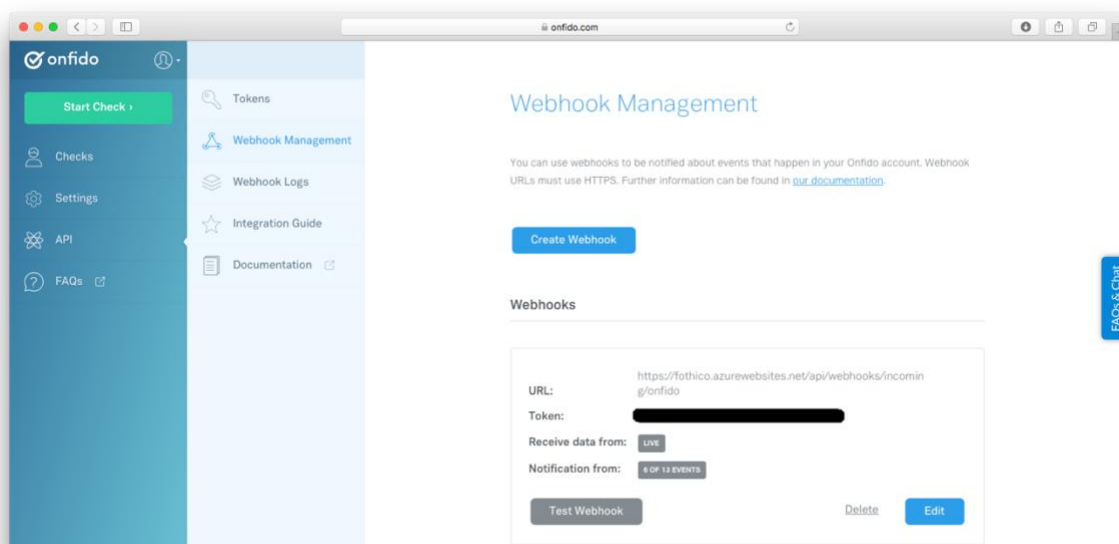 onfido.com
onfido
Start Check ›
Checks
Settings
API
FAQs
Tokens
Webhook Management
Webhook Logs
Integration Guide
Documentation
Webhook Management
You can use webhooks to be notified about events that happen in your Onfido account. Webhook
URLs must use HTTPS. Further information can be found in our documentation.
Create Webhook
Webhooks
URL: https://fothico.azurewebsites.net/api/webhooks/incomin
g/onfido
Token:
Receive data from: LIVE
Notification from: 6 OF 13 EVENTS
Test Webhook
Delete
Edit
FAQs & Chat